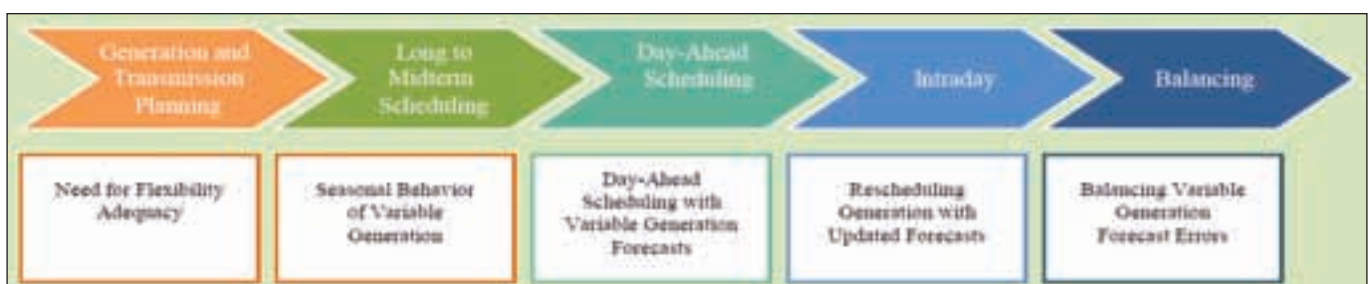 Generation and
Transmission
Planning
Long to
Midterm
Scheduling
Day-Ahead
Scheduling
Intraday
Balancing
Need for Flexibility
Adequacy
Seasonal Behavior
of Variable
Generation
Day-Ahead
Scheduling with
Variable Generation
Forecasts
Rescheduling
Generation with
Updated Forecasts
Balancing Variable
Generation
Forecast Errors